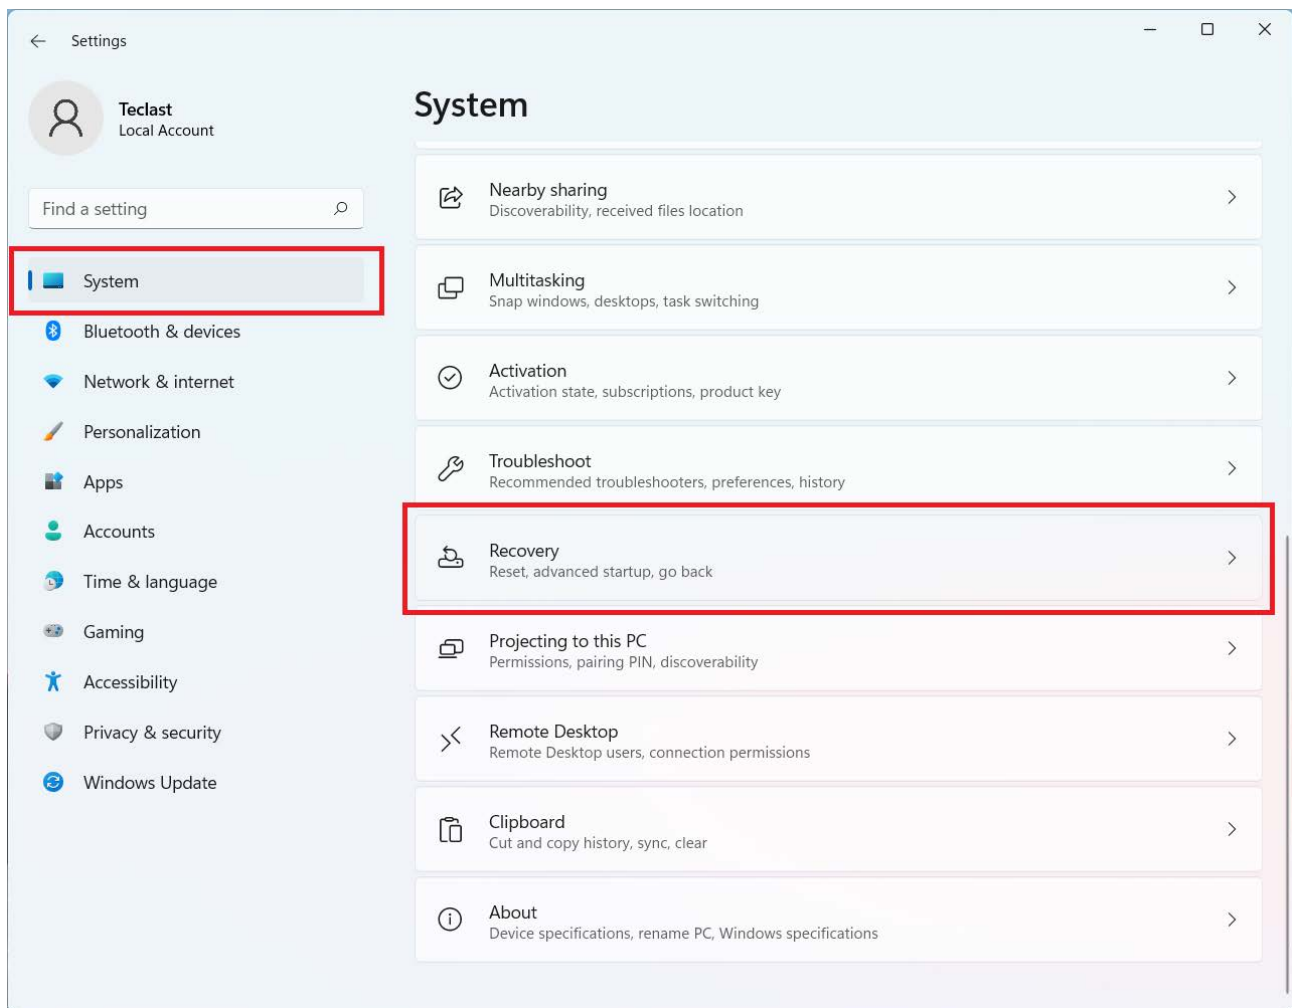 Settings
Teclast
Local Account
Find a setting
System
Bluetooth & devices
Network & internet
Personalization
Apps
Accounts
Time & language
Gaming
Accessibility
Privacy & security
Windows Update
System
Nearby sharing
Discoverability, received files location
Multitasking
Snap windows, desktops, task switching
Activation
Activation state, subscriptions, product key
Troubleshoot
Recommended troubleshooters, preferences, history
Recovery
Reset, advanced startup, go back
Projecting to this PC
Permissions, pairing PIN, discoverability
Remote Desktop
Remote Desktop users, connection permissions
Clipboard
Cut and copy history, sync, clear
About
Device specifications, rename PC, Windows specifications